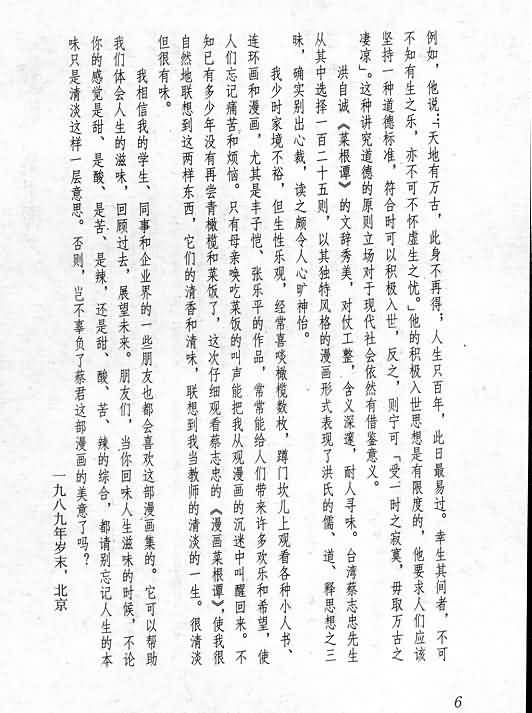 例如，他说：“天地有万古，此身不再得；人生只百年，此日最易过。幸生其间者，不可
不知有生之乐，亦不可不怀虚生之忧。”他的积极入世思想是有限度的，他要求人们应该
坚持一种道德标准，符合时可以积极入世，反之，则宁可“受一时之寂寞，毋取万古之
凄凉”。这种讲究道德的原则立场对于现代社会依然有借鉴意义。
洪自诚《菜根谭》的文辞秀美，对仗工整，含义深邃，耐人寻味。台湾蔡志忠先生
从其中选择一百二十五则，以其独特风格的漫画形式表现了洪氏的儒、道、释思想之三
昧，确实别出心裁，读之颇令人心旷神怡。
我少时家境不裕，但生性乐观，经常喜啖橄榄数枚，蹲门坎儿上观看各种小人书、
连环画和漫画，尤其是丰子恺、张乐平的作品，常常能给人们带来许多欢乐和希望，使
人们忘记痛苦和烦恼。只有母亲唤吃菜饭的叫声能把我从观漫画的沉迷中叫醒回来。不
知已有多少年没有再尝青橄榄和菜饭了，这次仔细观看蔡志忠的《漫画菜根谭》，使我很
自然地联想到这两样东西，它们的清香和清味，联想到我当教师的清淡的一生。很清淡
但很有味。
我相信我的学生、同事和企业界的一些朋友也都会喜欢这部漫画集的。它可以帮助
我们体会人生的滋味，回顾过去，展望未来。朋友们，当你回味人生滋味的时候，不论
你的感觉是甜、是酸、是苦、是辣，还是甜、酸、苦、辣的综合，都请别忘记人生的本
味只是清淡这样一层意思。否则，岂不辜负了蔡君这部漫画的美意了吗？
一九八九年岁末，北京
6